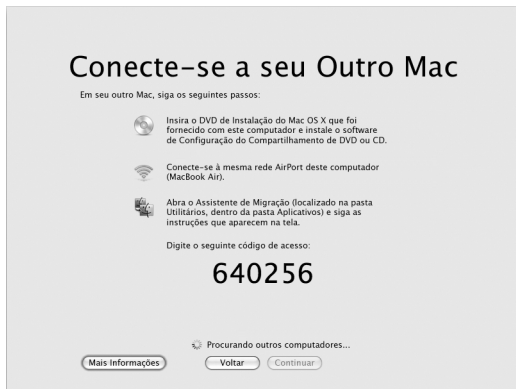 Conecte-se a seu Outro Mac
Em seu outro Mac, siga os seguintes passos:
Insira o DVD de Instalação do Mac OS X que foi
fornecido com este computador e instale o software
de Configuração do Compartilhamento de DVD ou CD.
Conecte-se à mesma rede AirPort deste computador
(MacBook Air).
Abra o Assistente de Migração (localizado na pasta
Utilitários, dentro da pasta Aplicativos) e siga as
instruções que aparecem na tela.
Digite o seguinte código de acesso:
640256
Procurando outros computadores...
Mais Informações
Voltar
Continuar